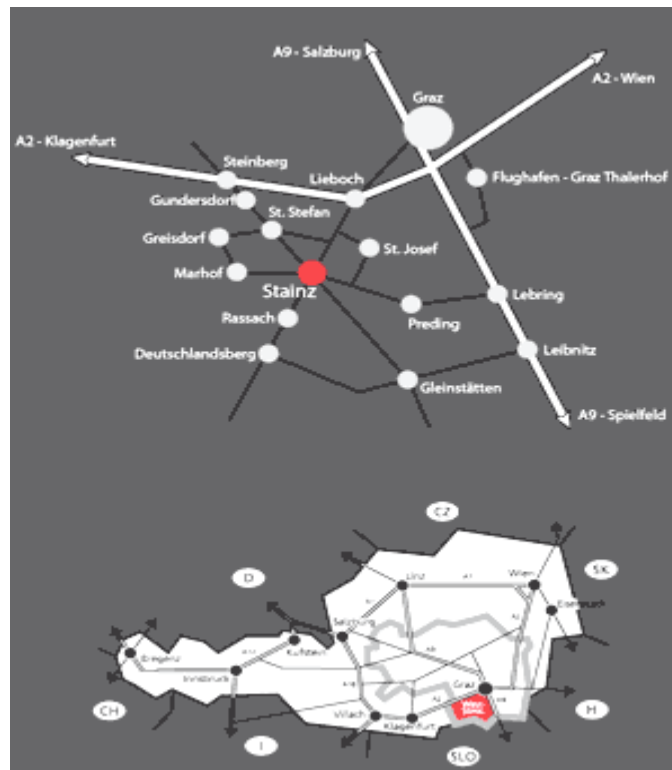 A9 - Salzburg
A2 - Wien
Graz
A2 - Klagenfurt
Steinberg
Lieboch
Flughafen - Graz Thalerhof
Gundersdorf
St. Stefan
Greisdorf
St. Josef
Marhof
Stainz
Lebring
Rassach
Preding
Deutschlandsberg
Leibnitz
Gleinstätten
A9 - Spielfeld
CZ
SK
D
Linz
Wien
Salzburg
Kufstein
Bregenz
Innsbruck
Graz
CH
Villach
Klagenfurt
H
I
SLO